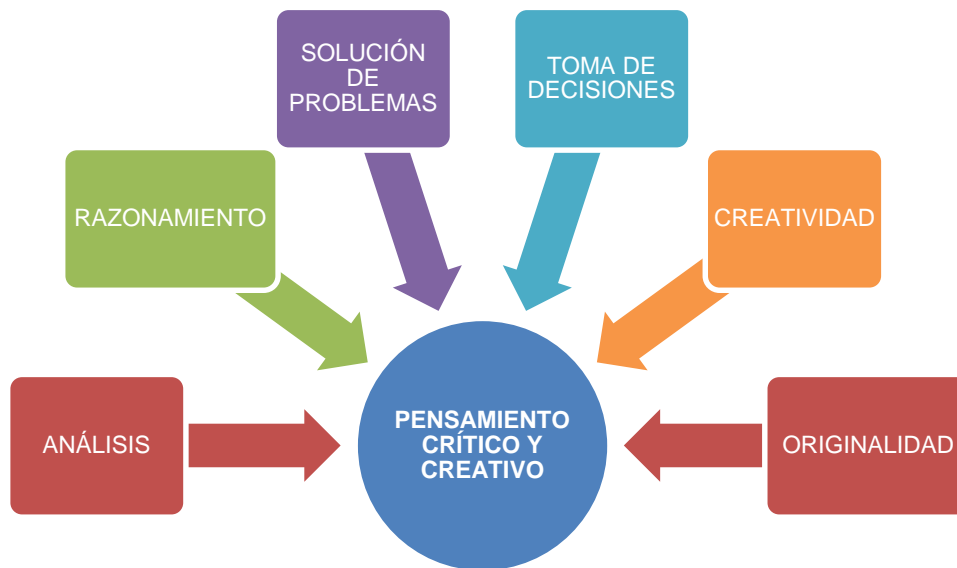 SOLUCIÓN
DE
PROBLEMAS
TOMA DE
DECISIONES
RAZONAMIENTO
CREATIVIDAD
ANÁLISIS
PENSAMIENTO
CRÍTICO Y
CREATIVO
ORIGINALIDAD